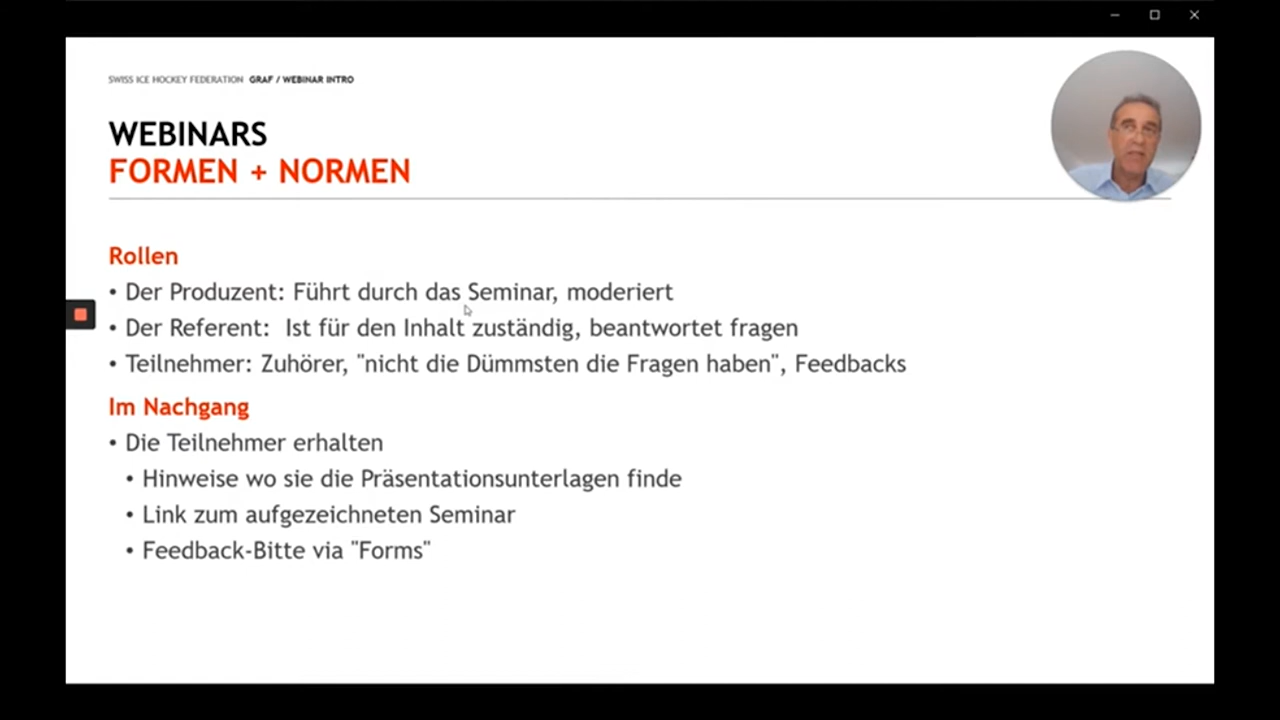 SWISS ICE HOCKEY FEDERATION GRAF / WEBINAR INTRO
WEBINARS
FORMEN + NORMEN
Rollen
• Der Produzent: Führt durch das Seminar, moderiert
• Der Referent:  Ist für den Inhalt zuständig, beantwortet fragen
• Teilnehmer: Zuhörer, "nicht die Dümmsten die Fragen haben", Feedbacks
Im Nachgang
• Die Teilnehmer erhalten
• Hinweise wo sie die Präsentationsunterlagen finde
• Link zum aufgezeichneten Seminar
• Feedback-Bitte via "Forms"